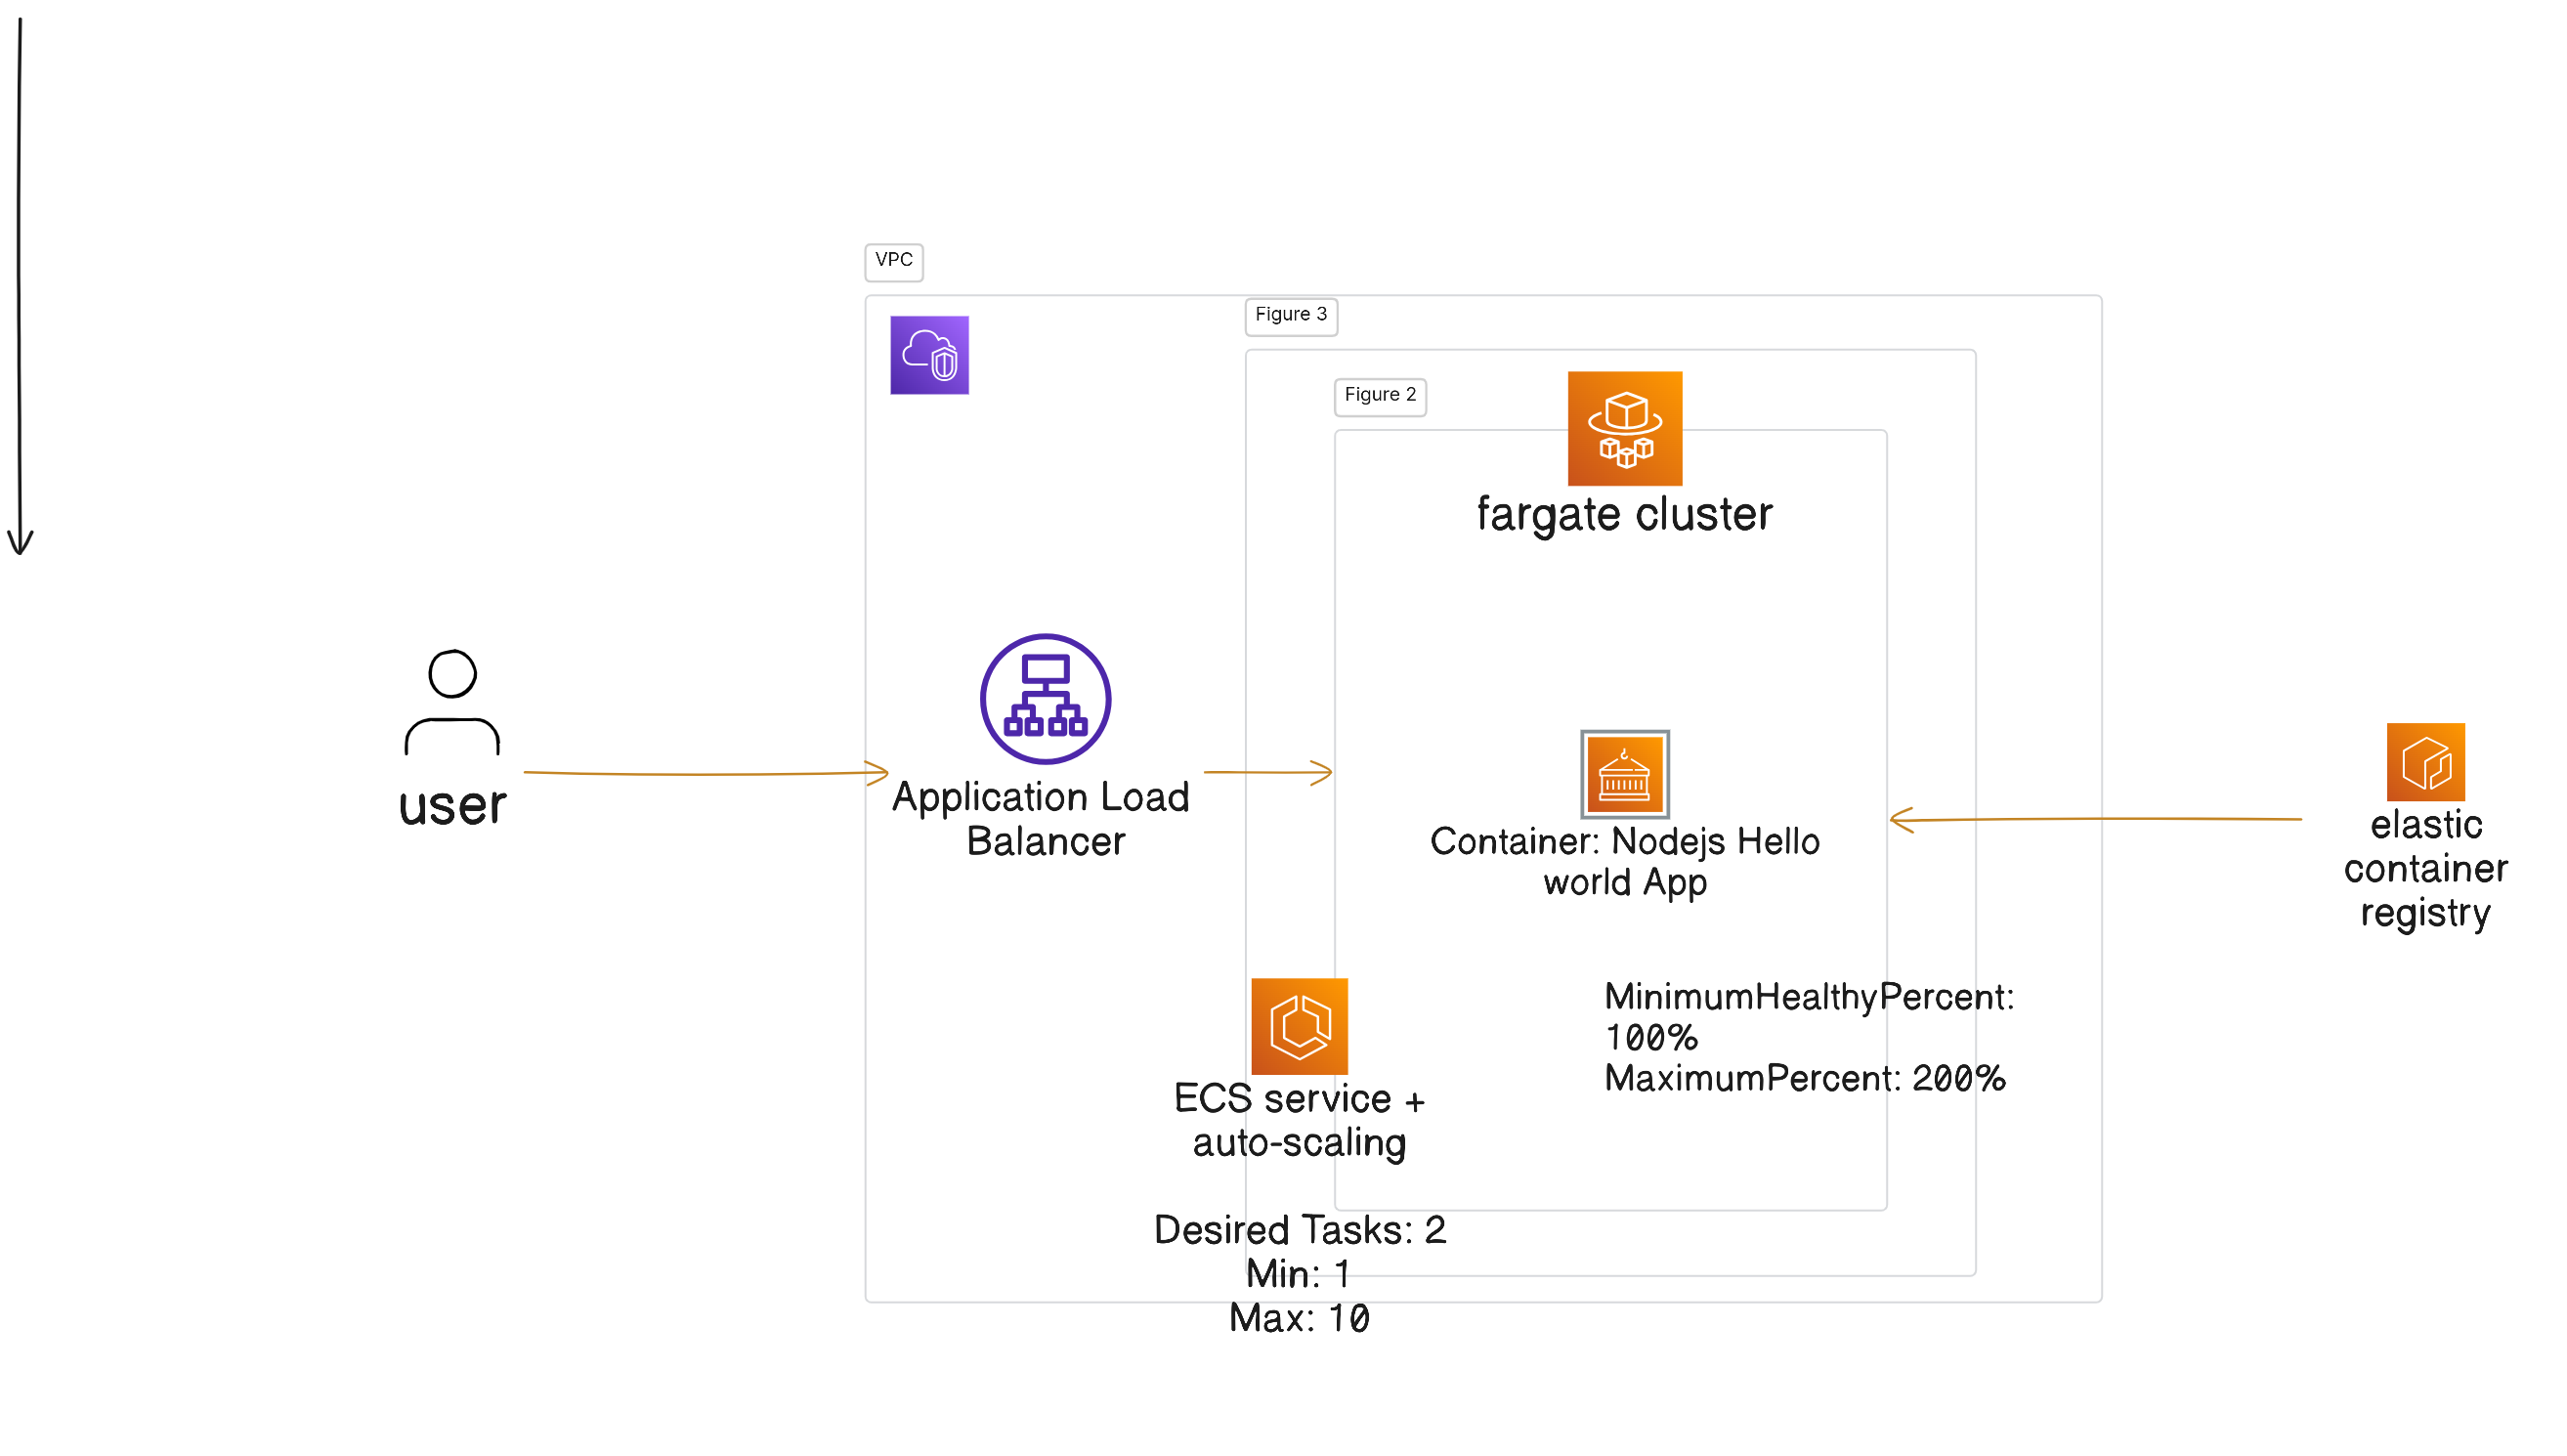 VPC
Figure 3
Figure 2
fargate cluster
user
Application Load
Balancer
Container: Nodejs Hello
world App
elastic
container
registry
MinimumHealthyPercent:
100%
MaximumPercent: 200%
ECS service +
auto-scaling
Desired Tasks: 2
Min: 1
Max: 10